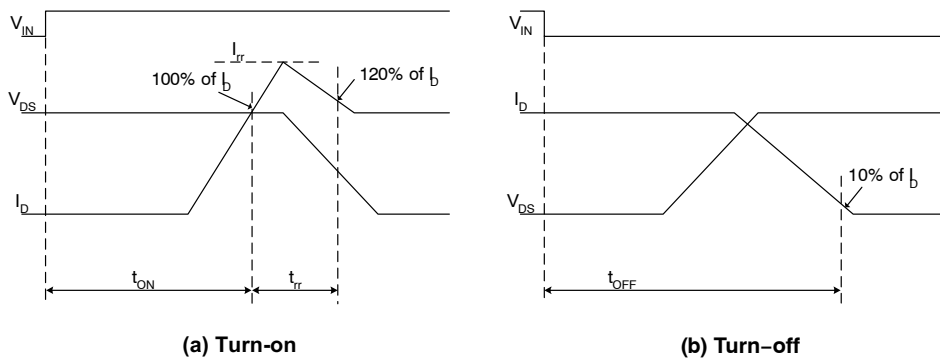 V_IN
I_rr
100% of I_D
120% of I_D
V_DS
I_D
t_ON
t_rr
(a) Turn-on
V_IN
I_D
10% of I_D
V_DS
t_OFF
(b) Turn−off